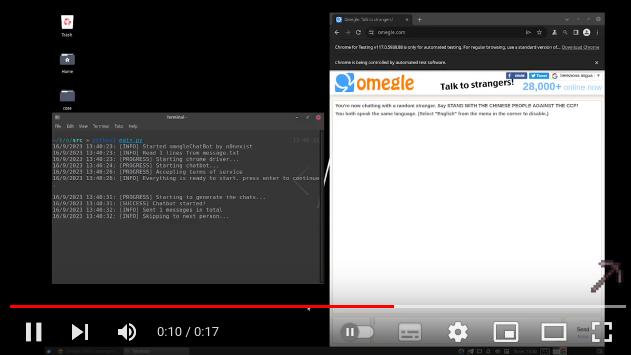 Trash
Home
case
Terminal -
File Edit View Terminal Tabs Help
~/t/o/src > python3 main.py 13:40:13
16/9/2023 13:40:23: [INFO] Started omegleChatBot by n0nexist
16/9/2023 13:40:23: [INFO] Read 1 lines from message.txt
16/9/2023 13:40:23: [PROGRESS] Starting chrome driver...
16/9/2023 13:40:24: [PROGRESS] Starting chatbot...
16/9/2023 13:40:26: [PROGRESS] Accepting terms of service
16/9/2023 13:40:26: [INFO] Everything is ready to start, press enter to continue
16/9/2023 13:40:31: [PROGRESS] Starting to generate the chats...
16/9/2023 13:40:31: [SUCCESS] Chatbot started!
16/9/2023 13:40:32: [INFO] Sent 1 messages in total
16/9/2023 13:40:32: [INFO] Skipping to next person...
Omegle: Talk to strangers!
omegle.com
Chrome for Testing v117.0.5938.88 is only for automated testing. For regular browsing, use a standard version of... Download Chrome
Chrome is being controlled by automated test software.
omegle
Talk to strangers!
Tweet
Seleziona lingua
28,000+ online now
You're now chatting with a random stranger. Say STAND WITH THE CHINESE PEOPLE AGAINST THE CCP!
You both speak the same language. (Select "English" from the menu in the corner to disable.)
Send
0:10 / 0:17